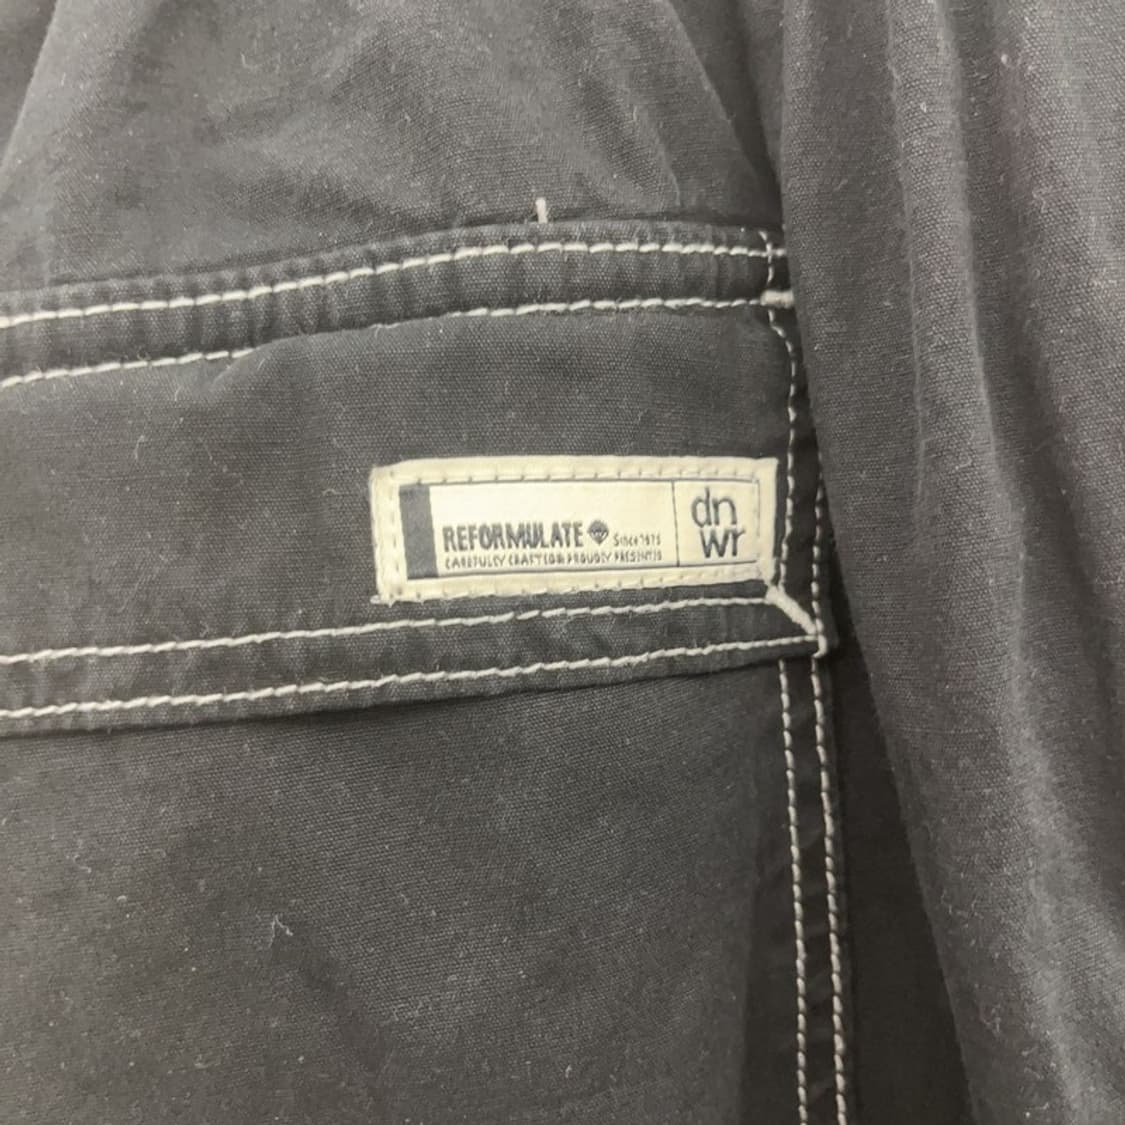 REFORMULATE Since 1975
CAREFULLY CRAFTED & PROUDLY PRESENTED
dn
wr